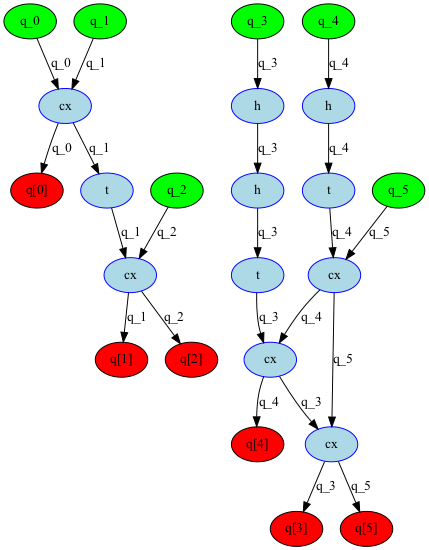 q_0 q_1 q_3 q_4
q_0 q_1 q_3 q_4
cx h h
q_0 q_1 q_3 q_4
q[0] t q_2 h t q_5
q_1 q_2 q_3 q_4 q_5
cx t cx
q_1 q_2 q_3 q_4
q[1] q[2] cx q_5
q_4 q_3
q[4] cx
q_3 q_5
q[3] q[5]